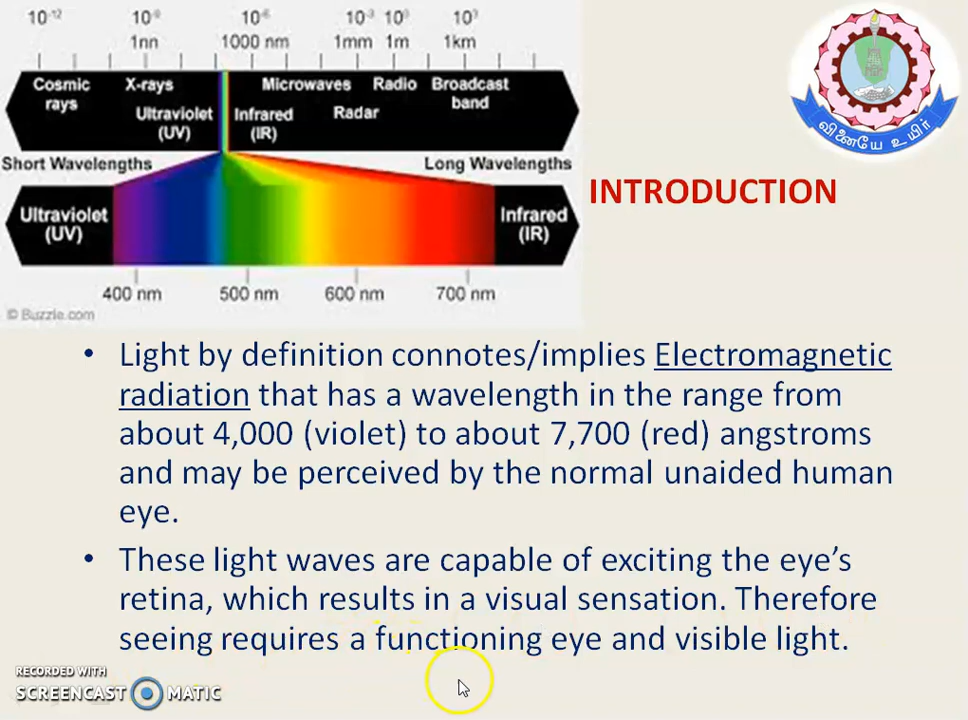 10⁻¹² 10⁻⁹ 10⁻⁶ 10⁻³ 10⁰ 10³
1nn 1000 nm 1mm 1m 1km
Cosmic rays X-rays Microwaves Radio Broadcast band
Ultraviolet (UV) Infrared (IR) Radar
Short Wavelengths Long Wavelengths
Ultraviolet (UV) Infrared (IR)
400 nm 500 nm 600 nm 700 nm
© Buzzle.com
வினையே உயிர்
INTRODUCTION
• Light by definition connotes/implies Electromagnetic
radiation that has a wavelength in the range from
about 4,000 (violet) to about 7,700 (red) angstroms
and may be perceived by the normal unaided human
eye.
• These light waves are capable of exciting the eye’s
retina, which results in a visual sensation. Therefore
seeing requires a functioning eye and visible light.
RECORDED WITH
SCREENCAST MATIC